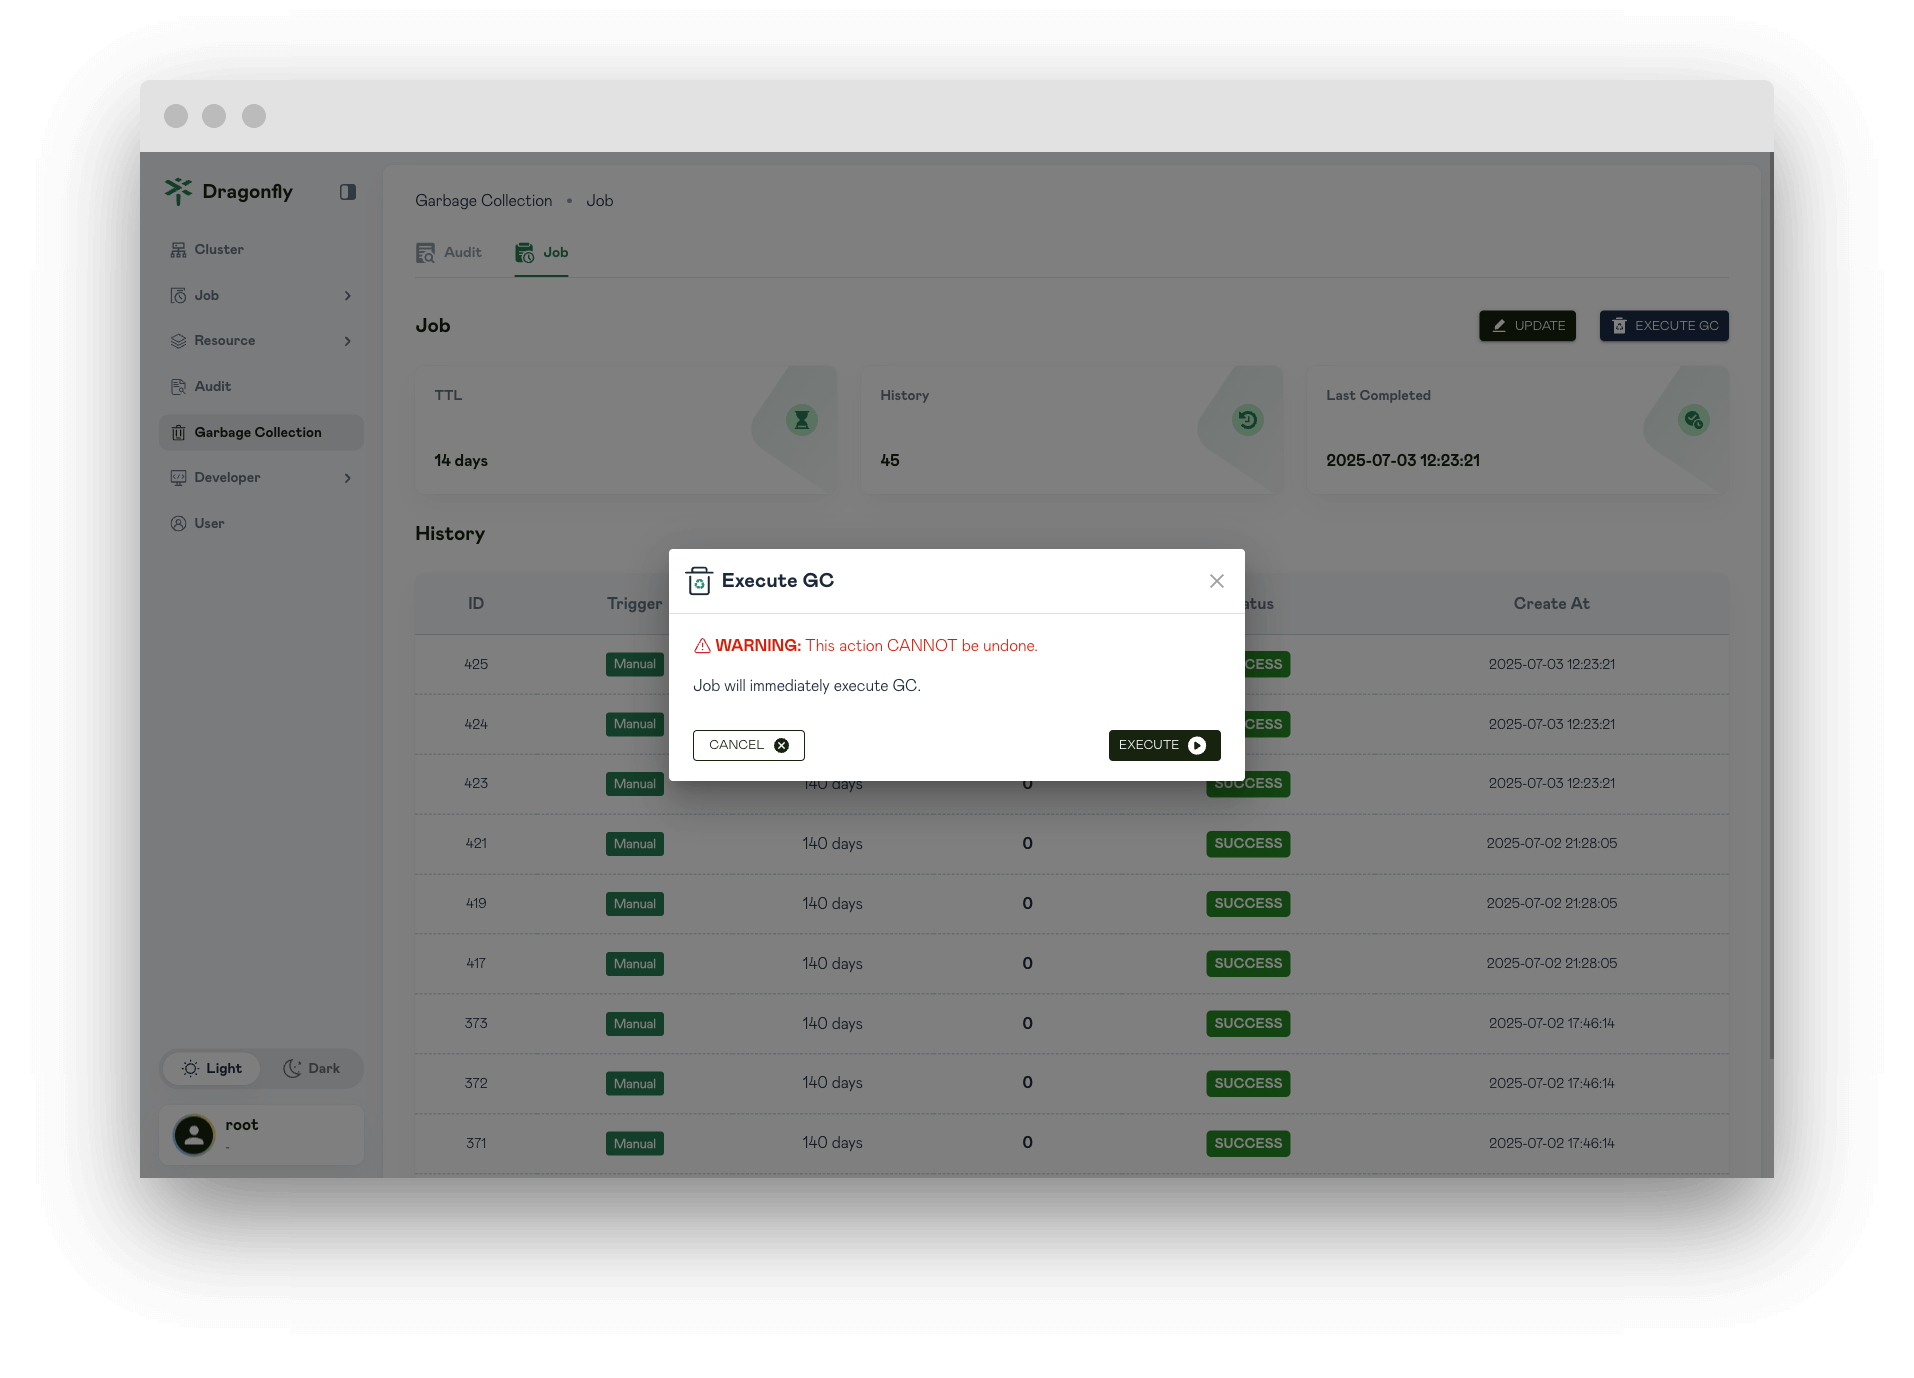 Dragonfly
Cluster
Job
Resource
Audit
Garbage Collection
Developer
User
Light Dark
root
-
Garbage Collection • Job
Audit Job
Job
UPDATE EXECUTE GC
TTL
14 days
History
45
Last Completed
2025-07-03 12:23:21
History
ID Trigger Create At
425 Manual 2025-07-03 12:23:21
424 Manual 2025-07-03 12:23:21
423 Manual 140 days 0 SUCCESS 2025-07-03 12:23:21
421 Manual 140 days 0 SUCCESS 2025-07-02 21:28:05
419 Manual 140 days 0 SUCCESS 2025-07-02 21:28:05
417 Manual 140 days 0 SUCCESS 2025-07-02 21:28:05
373 Manual 140 days 0 SUCCESS 2025-07-02 17:46:14
372 Manual 140 days 0 SUCCESS 2025-07-02 17:46:14
371 Manual 140 days 0 SUCCESS 2025-07-02 17:46:14
Execute GC
WARNING: This action CANNOT be undone.
Job will immediately execute GC.
CANCEL EXECUTE